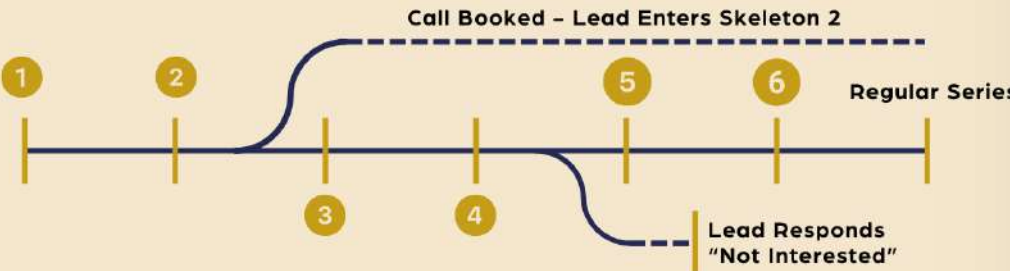 Call Booked – Lead Enters Skeleton 2
1
2
5
6
Regular Series
3
4
Lead Responds
“Not Interested”